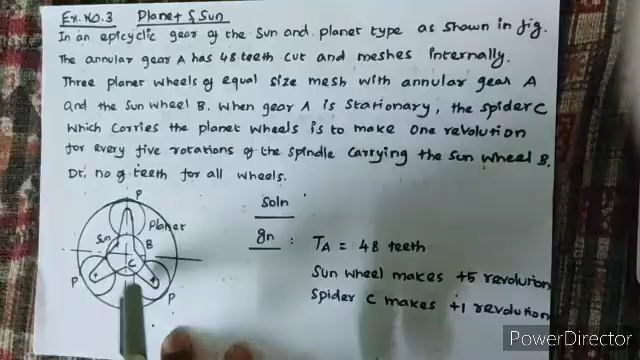 Ex.No.3 Planet & Sun
In an epicyclic gear of the Sun and planet type as shown in fig.
The annular gear A has 48 teeth cut and meshes internally.
Three planet wheels of equal size mesh with annular gear A
and the Sun wheel B. When gear A is stationary, the spider C
which carries the planet wheels is to make one revolution
for every five rotations of the spindle carrying the sun wheel B.
Dt. no of teeth for all wheels.
P
Planet
Sun
B
C
P
P
Soln
gn : TA = 48 teeth
Sun wheel makes +5 revolution
Spider C makes +1 revolution
PowerDirector